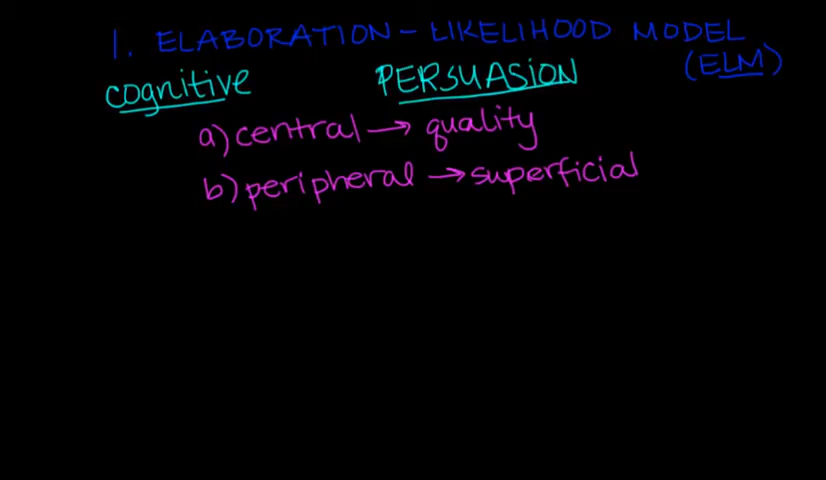 1. ELABORATION - LIKELIHOOD MODEL
(ELM)
cognitive PERSUASION
a) central → quality
b) peripheral → superficial